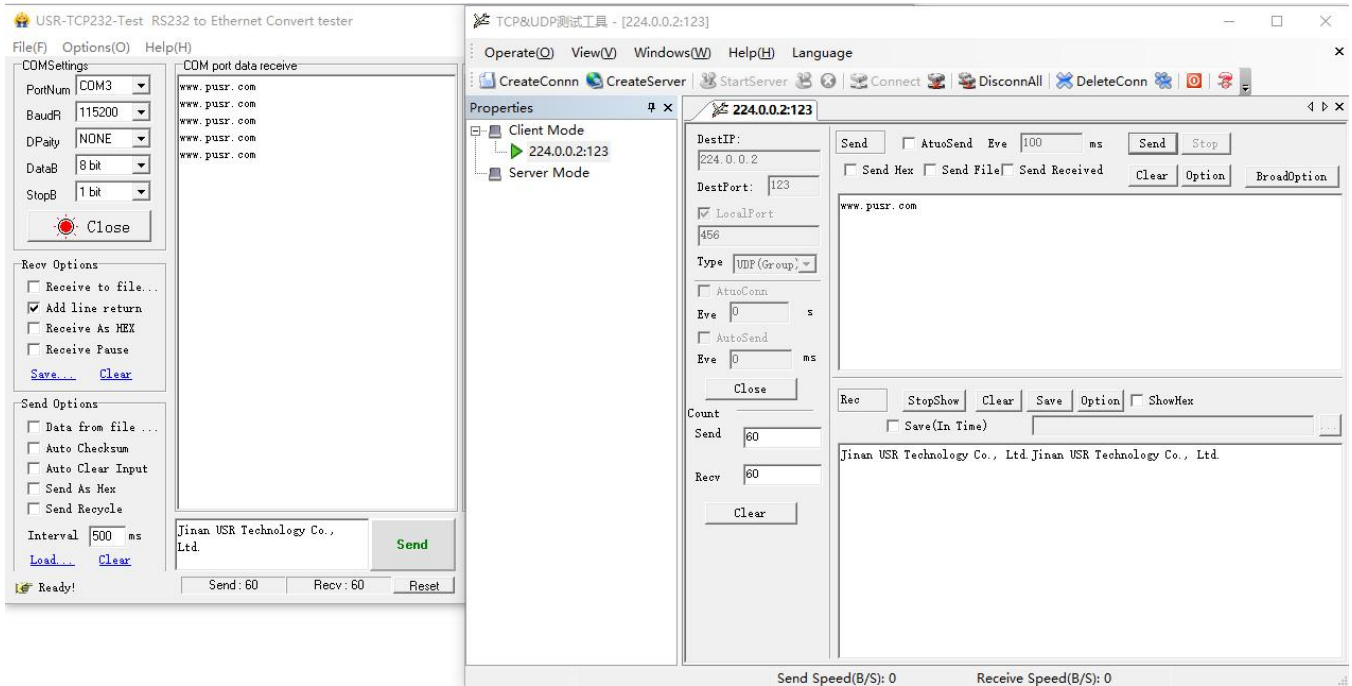 USR-TCP232-Test RS232 to Ethernet Convert tester
File(F) Options(O) Help(H)
COMSettings
PortNum COM3
BaudR 115200
DPaity NONE
DataB 8 bit
StopB 1 bit
Close
Recv Options
Receive to file...
Add line return
Receive As HEX
Receive Pause
Save... Clear
Send Options
Data from file ...
Auto Checksum
Auto Clear Input
Send As Hex
Send Recycle
Interval 500 ms
Load... Clear
COM port data receive
www.pusr.com
www.pusr.com
www.pusr.com
www.pusr.com
www.pusr.com
Jinan USR Technology Co.,
Ltd.
Send
Ready!
Send : 60 Recv : 60 Reset
TCP&UDP测试工具 - [224.0.0.2:123]
Operate(O) View(V) Windows(W) Help(H) Language
CreateConnn CreateServer StartServer Connect DisconnAll DeleteConn
Properties
Client Mode
224.0.0.2:123
Server Mode
224.0.0.2:123
DestIP:
224.0.0.2
DestPort: 123
LocalPort
456
Type UDP(Group)
AtuoConn
Eve 0 s
AutoSend
Eve 0 ms
Close
Count
Send 60
Recv 60
Clear
Send AtuoSend Eve 100 ms Send Stop
Send Hex Send File Send Received Clear Option BroadOption
www.pusr.com
Rec StopShow Clear Save Option ShowHex
Save(In Time) ...
Jinan USR Technology Co., Ltd.Jinan USR Technology Co., Ltd.
Send Speed(B/S): 0 Receive Speed(B/S): 0